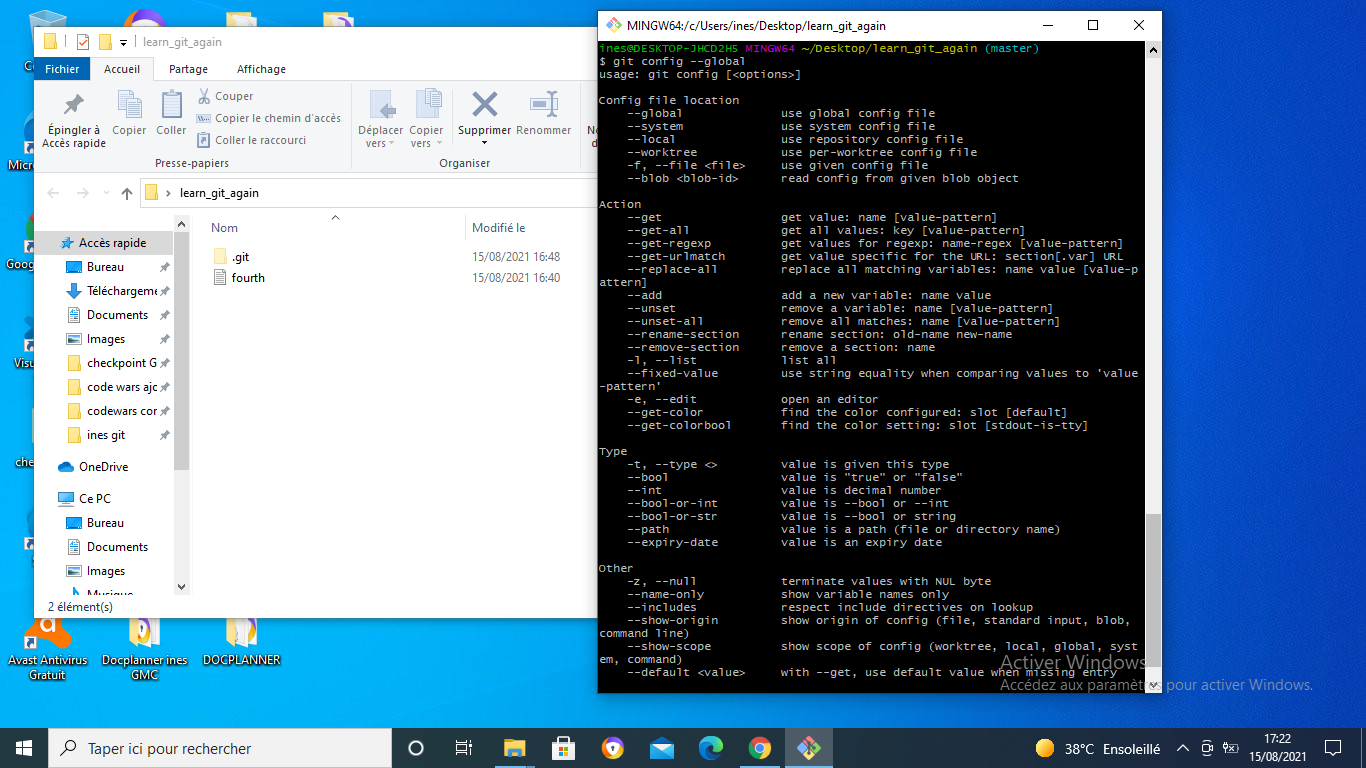 learn_git_again
Fichier
Accueil
Partage
Affichage
Épingler à
Accès rapide
Copier
Coller
Couper
Copier le chemin d'accès
Coller le raccourci
Presse-papiers
Déplacer
vers
Copier
vers
Supprimer
Renommer
Organiser
learn_git_again
Nom
Modifié le
.git
15/08/2021 16:48
fourth
15/08/2021 16:40
Accès rapide
Bureau
Documents
Images
checkpoint G
codewars
ines git
OneDrive
Ce PC
Bureau
Documents
Images
2 élément(s)
Avast Antivirus
Gratuit
Docplanner ines
GMC
DOCPLANNER
MINGW64:/c/Users/ines/Desktop/learn_git_again
ines@DESKTOP-JHCD2H5 MINGW64 ~/Desktop/learn_git_again (master)
$ git config --global
usage: git config [<options>]
Config file location
--global use global config file
--system use system config file
--local use repository config file
--worktree use per-worktree config file
-f, --file <file> use given config file
--blob <blob-id> read config from given blob object
Action
--get get value: name [value-pattern]
--get-all get all values: key [value-pattern]
--get-regexp get values for regexp: name-regex [value-pattern]
--get-urlmatch get value specific for the URL: section[.var] URL
--replace-all replace all matching variables: name value [value-p
attern]
--add add a new variable: name value
--unset remove a variable: name [value-pattern]
--unset-all remove all matches: name [value-pattern]
--rename-section rename section: old-name new-name
--remove-section remove a section: name
-l, --list list all
--fixed-value use string equality when comparing values to 'value
-pattern'
-e, --edit open an editor
--get-color find the color configured: slot [default]
--get-colorbool find the color setting: slot [stdout-is-tty]
Type
-t, --type <> value is given this type
--bool value is "true" or "false"
--int value is decimal number
--bool-or-int value is --bool or --int
--bool-or-str value is --bool or string
--path value is a path (file or directory name)
--expiry-date value is an expiry date
Other
-z, --null terminate values with NUL byte
--name-only show variable names only
--includes respect include directives on lookup
--show-origin show origin of config (file, standard input, blob,
command line)
--show-scope show scope of config (worktree, local, global, syst
em, command)
--default <value> with --get, use default value when missing entry
Activer Windows
Accédez aux paramètres pour activer Windows.
Taper ici pour rechercher
38°C Ensoleillé
17:22
15/08/2021